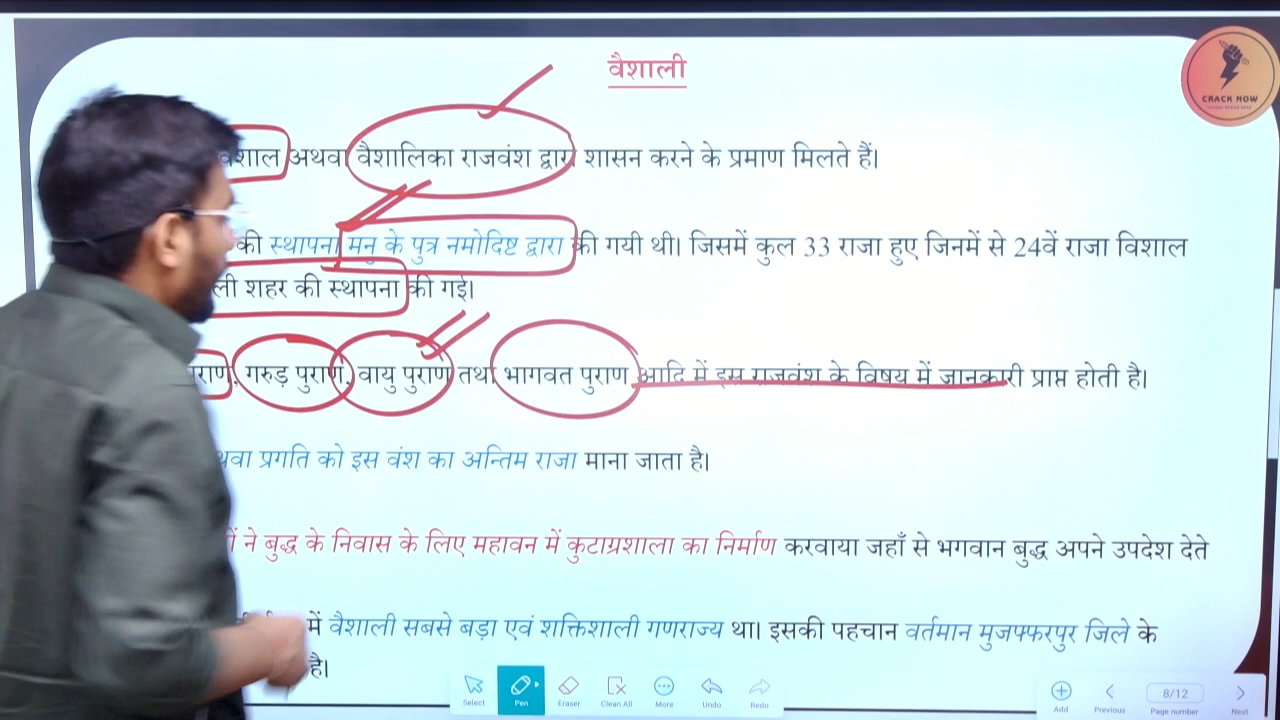 वैशाली
अथवा वैशालिका राजवंश द्वारा शासन करने के प्रमाण मिलते हैं।
की स्थापना मनु के पुत्र नमोदिष्ट द्वारा की गयी थी। जिसमें कुल 33 राजा हुए जिनमें से 24वें राजा विशाल
शहर की स्थापना की गई।
गरुड़ पुराण, वायु पुराण तथा भागवत पुराण आदि में इस राजवंश के विषय में जानकारी प्राप्त होती है।
प्रगति को इस वंश का अन्तिम राजा माना जाता है।
ने बुद्ध के निवास के लिए महावन में कुटाग्रशाला का निर्माण करवाया जहाँ से भगवान बुद्ध अपने उपदेश देते
में वैशाली सबसे बड़ा एवं शक्तिशाली गणराज्य था। इसकी पहचान वर्तमान मुजफ्फरपुर जिले के
है।
CRACK NOW
Select Pen Eraser Clean All More Undo Redo
Add Previous 8/12 Page number Next